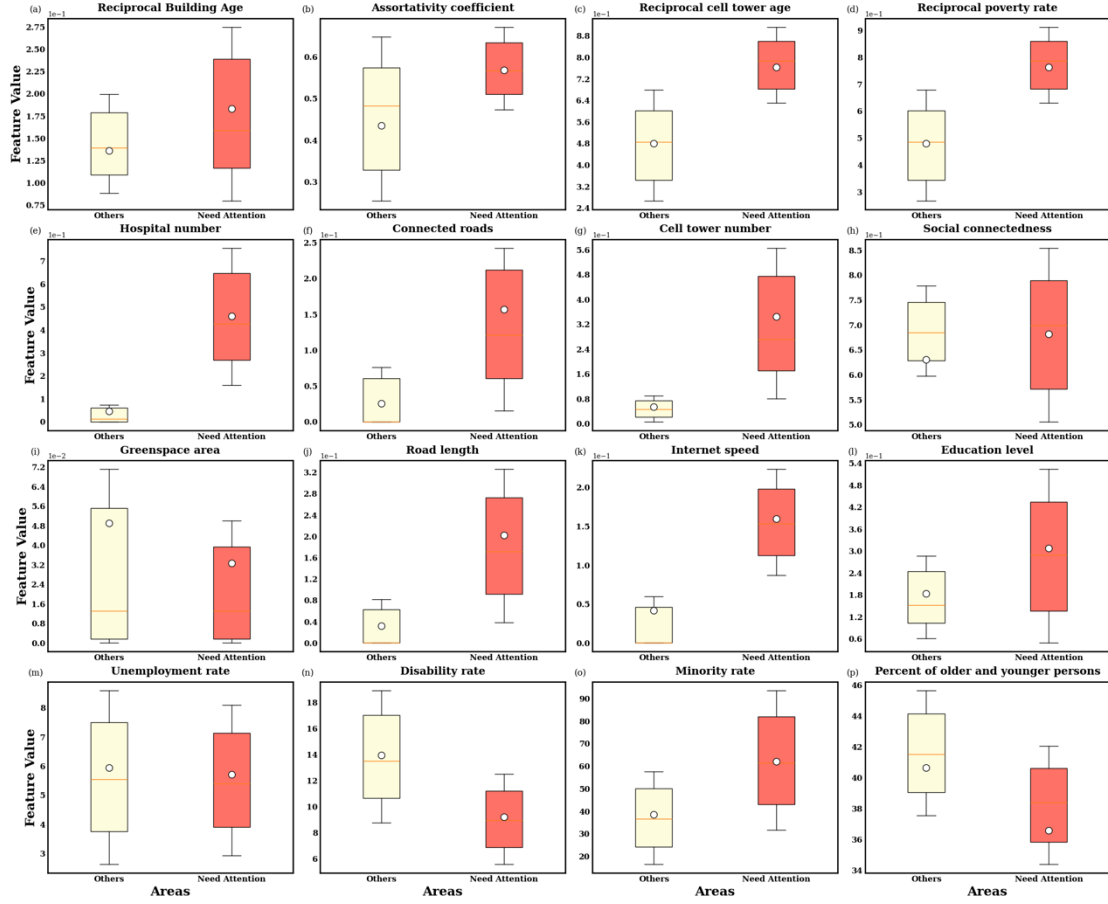 (a) Reciprocal Building Age
1e−1
Feature Value
2.75
2.50
2.25
2.00
1.75
1.50
1.25
1.00
0.75
Others Need Attention
(b) Assortativity coefficient
0.6
0.5
0.4
0.3
Others Need Attention
(c) Reciprocal cell tower age
1e−1
8.8
8.0
7.2
6.4
5.6
4.8
4.0
3.2
2.4
Others Need Attention
(d) Reciprocal poverty rate
1e−1
9
8
7
6
5
4
3
Others Need Attention
(e) Hospital number
1e−1
Feature Value
7
6
5
4
3
2
1
0
Others Need Attention
(f) Connected roads
1e−1
2.5
2.0
1.5
1.0
0.5
0.0
Others Need Attention
(g) Cell tower number
1e−1
5.6
4.8
4.0
3.2
2.4
1.6
0.8
0.0
Others Need Attention
(h) Social connectedness
1e−1
8.5
8.0
7.5
7.0
6.5
6.0
5.5
5.0
Others Need Attention
(i) Greenspace area
1e−2
Feature Value
7.2
6.4
5.6
4.8
4.0
3.2
2.4
1.6
0.8
0.0
Others Need Attention
(j) Road length
1e−1
3.2
2.8
2.4
2.0
1.6
1.2
0.8
0.4
0.0
Others Need Attention
(k) Internet speed
1e−1
2.0
1.5
1.0
0.5
0.0
Others Need Attention
(l) Education level
1e−1
5.4
4.8
4.2
3.6
3.0
2.4
1.8
1.2
0.6
Others Need Attention
(m) Unemployment rate
Feature Value
8
7
6
5
4
3
Others Need Attention
Areas
(n) Disability rate
18
16
14
12
10
8
6
Others Need Attention
Areas
(o) Minority rate
90
80
70
60
50
40
30
20
Others Need Attention
Areas
(p) Percent of older and younger persons
46
44
42
40
38
36
34
Others Need Attention
Areas